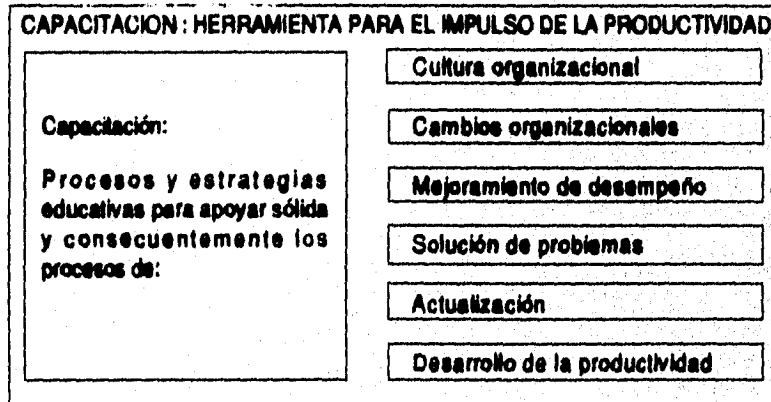 CAPACITACION : HERRAMIENTA PARA EL IMPULSO DE LA PRODUCTIVIDAD
Capacitación:
Procesos y estrategias
educativas para apoyar sólida
y consecuentemente los
procesos de:
Cultura organizacional
Cambios organizacionales
Mejoramiento de desempeño
Solución de problemas
Actualización
Desarrollo de la productividad